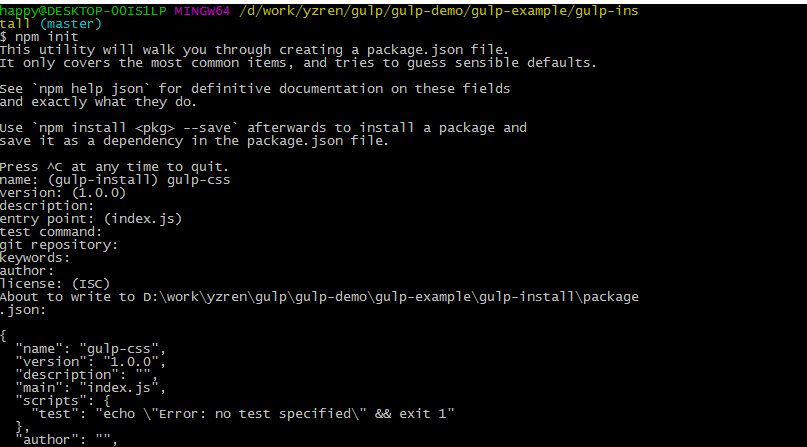 happy@DESKTOP-OOIS1LP MINGW64 /d/work/yzren/gulp/gulp-demo/gulp-example/gulp-ins
tall (master)
$ npm init
This utility will walk you through creating a package.json file.
It only covers the most common items, and tries to guess sensible defaults.

See `npm help json` for definitive documentation on these fields
and exactly what they do.

Use `npm install <pkg> --save` afterwards to install a package and
save it as a dependency in the package.json file.

Press ^C at any time to quit.
name: (gulp-install) gulp-css
version: (1.0.0)
description:
entry point: (index.js)
test command:
git repository:
keywords:
author:
license: (ISC)
About to write to D:\work\yzren\gulp\gulp-demo\gulp-example\gulp-install\package
.json:

{
  "name": "gulp-css",
  "version": "1.0.0",
  "description": "",
  "main": "index.js",
  "scripts": {
    "test": "echo \"Error: no test specified\" && exit 1"
  },
  "author": "",